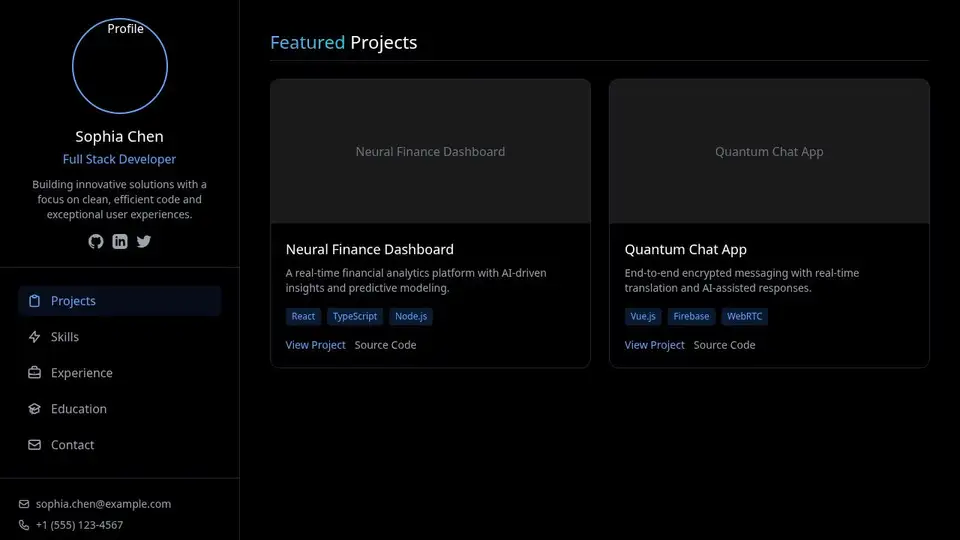 Profile
Sophia Chen
Full Stack Developer
Building innovative solutions with a
focus on clean, efficient code and
exceptional user experiences.
Projects
Skills
Experience
Education
Contact
sophia.chen@example.com
+1 (555) 123-4567
Featured Projects
Neural Finance Dashboard
Neural Finance Dashboard
A real-time financial analytics platform with AI-driven
insights and predictive modeling.
React TypeScript Node.js
View Project Source Code
Quantum Chat App
Quantum Chat App
End-to-end encrypted messaging with real-time
translation and AI-assisted responses.
Vue.js Firebase WebRTC
View Project Source Code